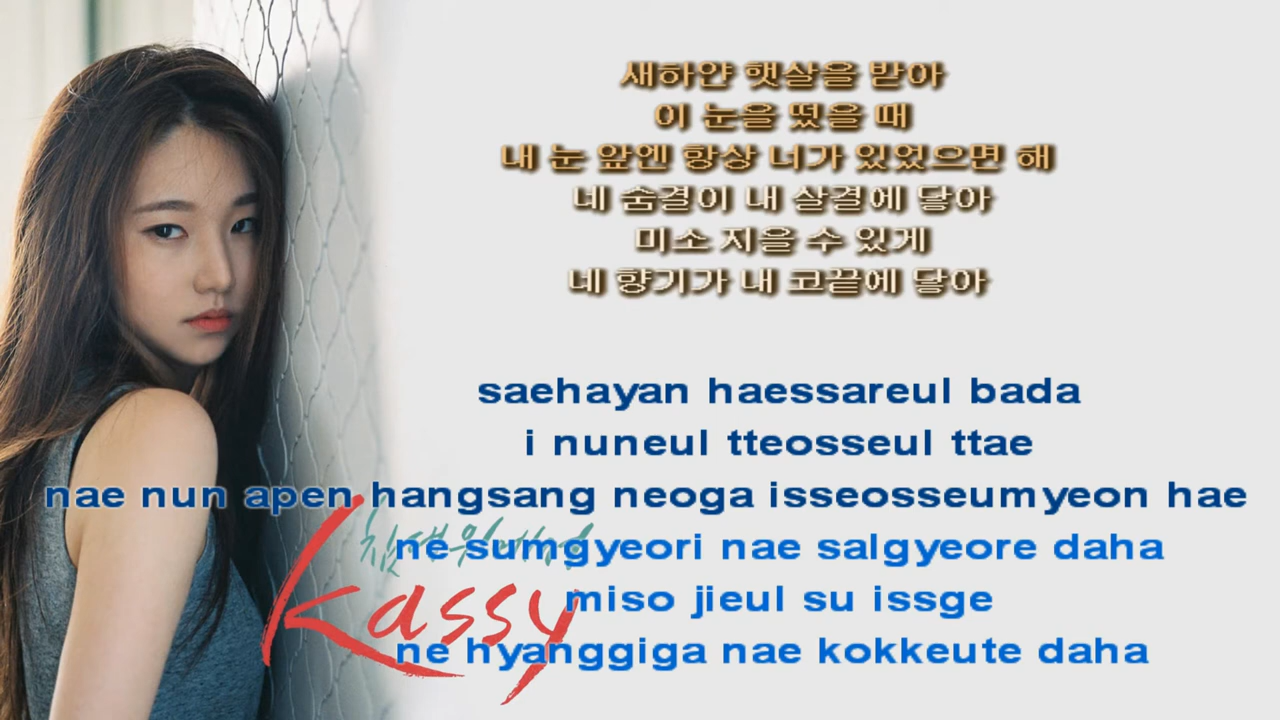 새하얀 햇살을 받아
이 눈을 떴을 때
내 눈 앞엔 항상 너가 있었으면 해
네 숨결이 내 살결에 닿아
미소 지을 수 있게
네 향기가 내 코끝에 닿아
saehayan haessareul bada
i nuneul tteosseul ttae
nae nun apen hangsang neoga isseosseumyeon hae
ne sumgyeori nae salgyeore daha
miso jieul su issge
ne hyanggiga nae kokkeute daha
kassy